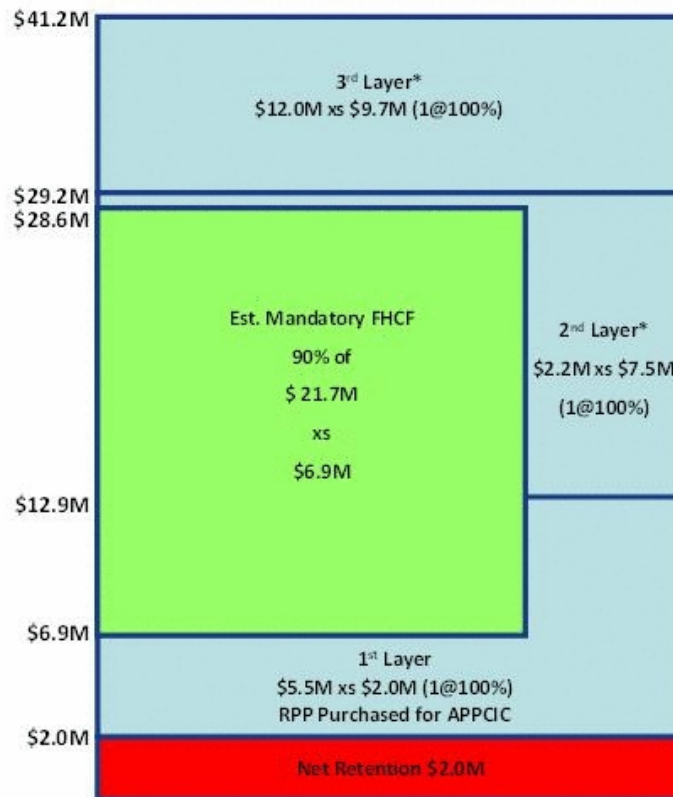 $41.2M
3rd Layer*
$12.0M xs $9.7M (1@100%)
$29.2M
$28.6M
Est. Mandatory FHCF
90% of
$ 21.7M
xs
$6.9M
2nd Layer*
$2.2M xs $7.5M
(1@100%)
$12.9M
$6.9M
1st Layer
$5.5M xs $2.0M (1@100%)
RPP Purchased for APPCIC
$2.0M
Net Retention $2.0M